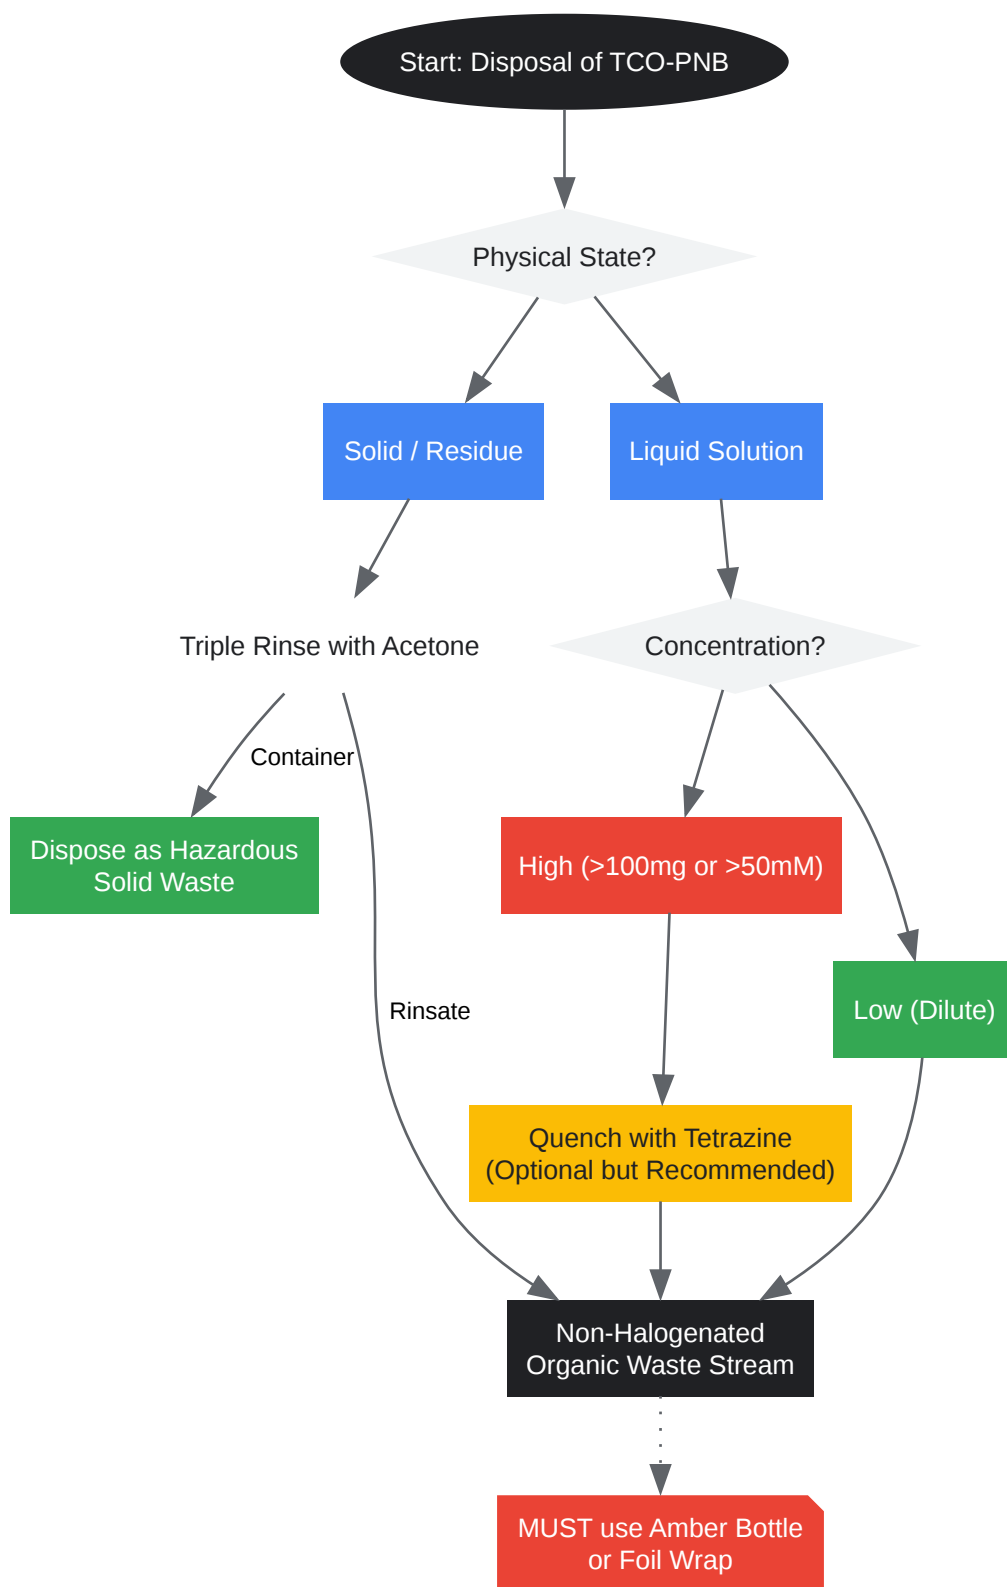 Start: Disposal of TCO-PNB
Physical State?
Solid / Residue
Liquid Solution
Triple Rinse with Acetone
Concentration?
Container
Dispose as Hazardous
Solid Waste
High (>100mg or >50mM)
Rinsate
Low (Dilute)
Quench with Tetrazine
(Optional but Recommended)
Non-Halogenated
Organic Waste Stream
MUST use Amber Bottle
or Foil Wrap